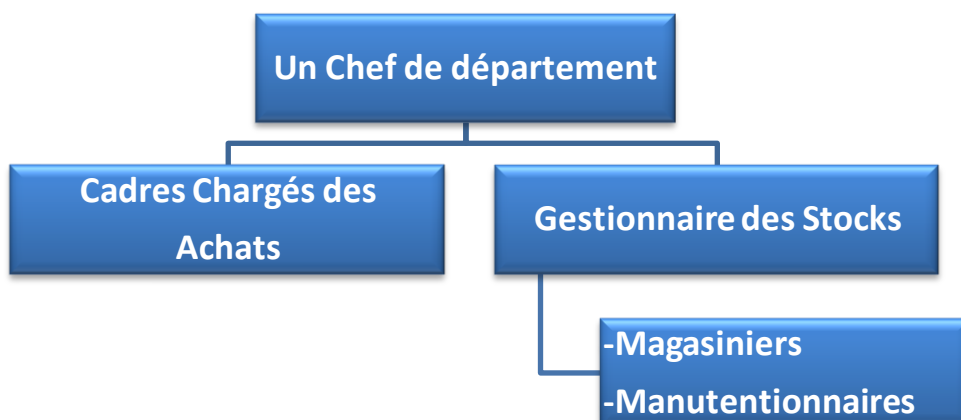 Un Chef de département
Cadres Chargés des
Achats
Gestionnaire des Stocks
-Magasiniers
-Manutentionnaires